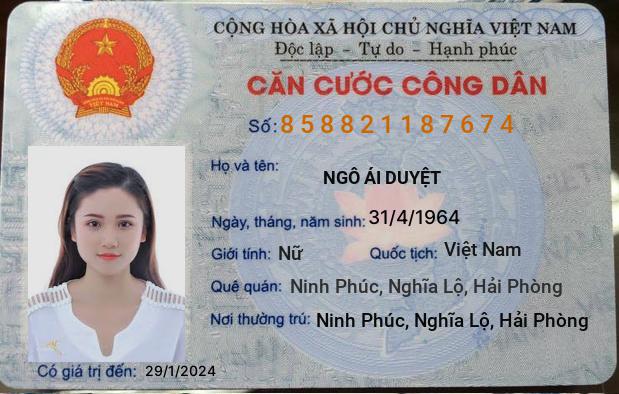 CỘNG HÒA XÃ HỘI CHỦ NGHĨA VIỆT NAM
Độc lập - Tự do - Hạnh phúc
CĂN CƯỚC CÔNG DÂN
Số: 858821187674
Họ và tên:
NGÔ ÁI DUYỆT
Ngày, tháng, năm sinh: 31/4/1964
Giới tính: Nữ Quốc tịch: Việt Nam
Quê quán: Ninh Phúc, Nghĩa Lộ, Hải Phòng
Nơi thường trú: Ninh Phúc, Nghĩa Lộ, Hải Phòng
Có giá trị đến: 29/1/2024
VIỆT NAM